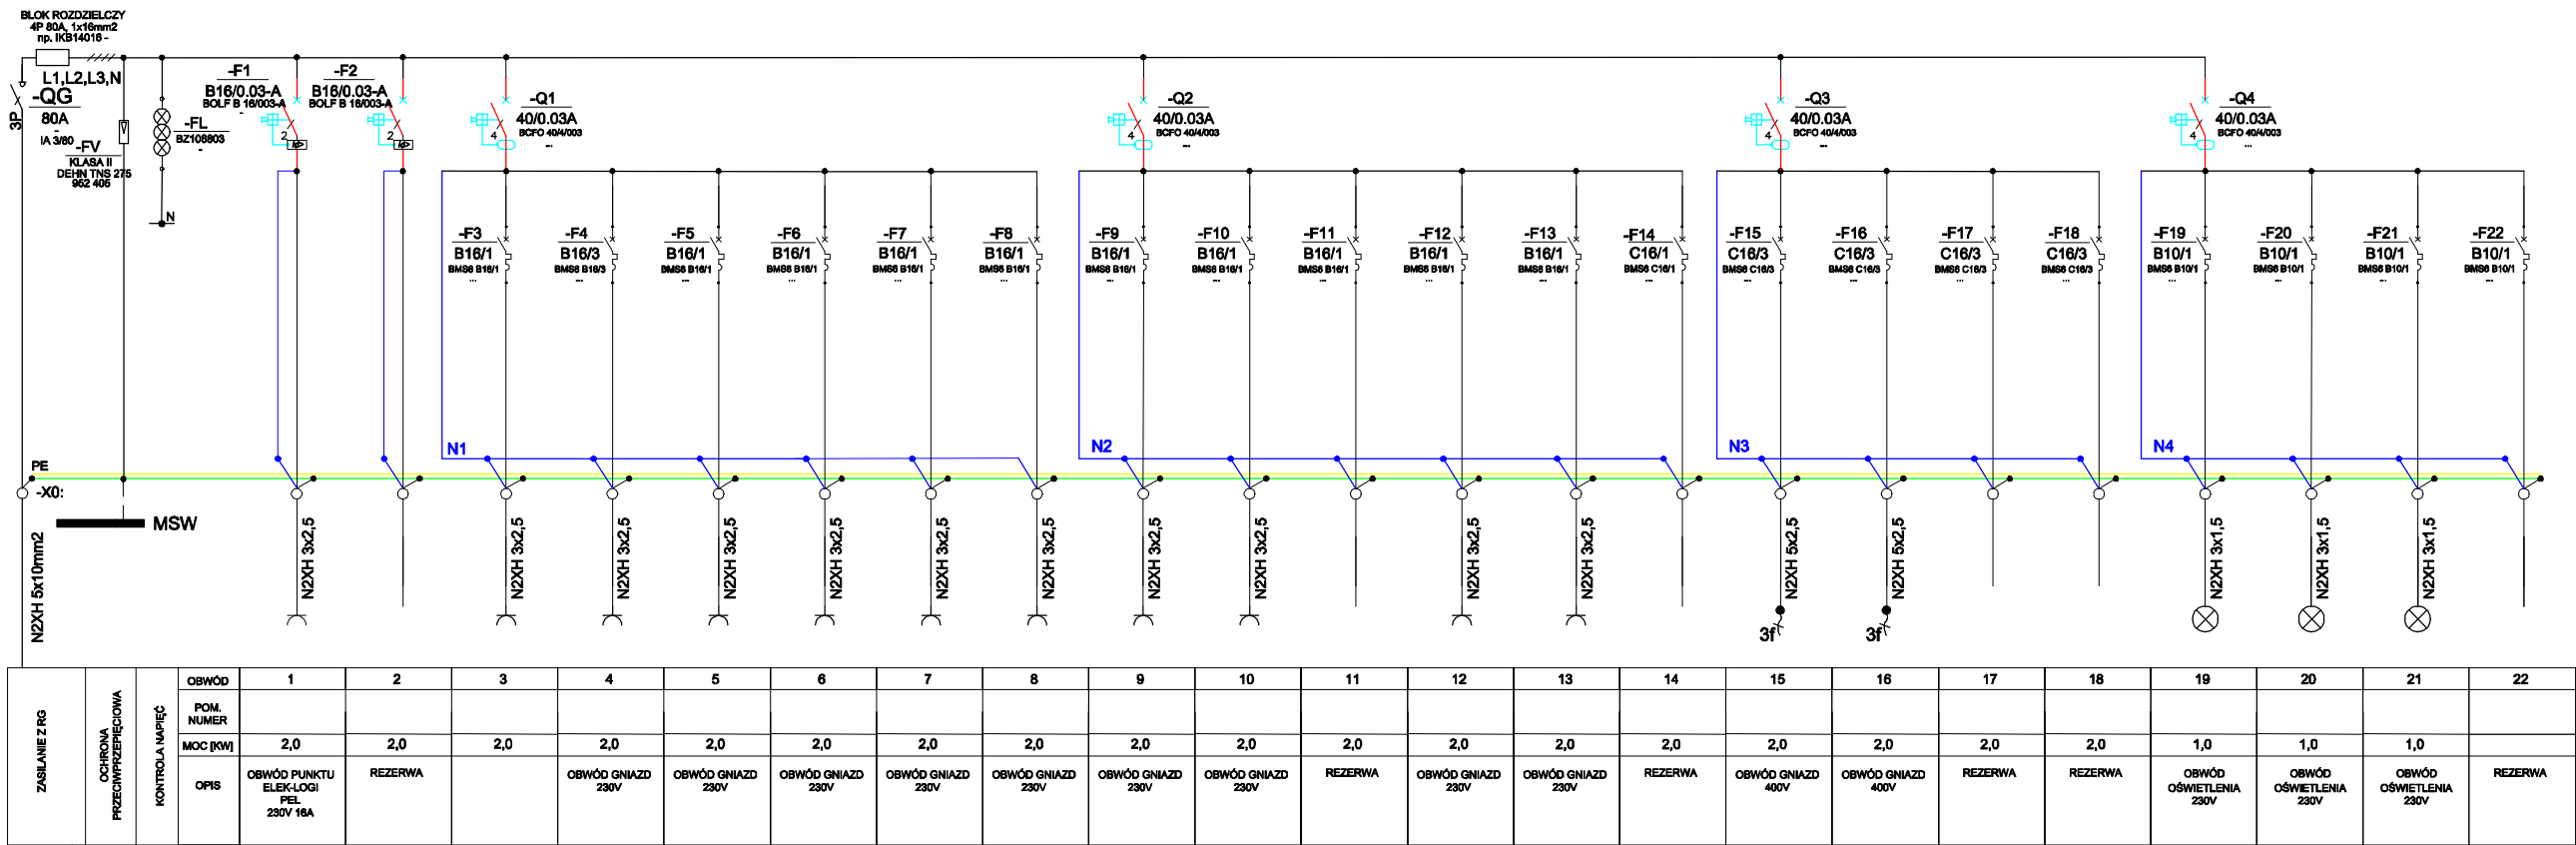 BLOK ROZDZIELCZY
4P 80A, 1x16mm2
np. IKB14016 -
L1,L2,L3,N
-QG
80A
-
IA 3/80
3P
-FV
KLASA II
DEHN TNS 275
952 405
-FL
BZ108803
-
N
-F1
B16/0.03-A
BOLF B 16/003-A
-
2
-F2
B16/0.03-A
BOLF B 16/003-A
2
-Q1
40/0.03A
BCFO 40/4/003
...
4
-Q2
40/0.03A
BCFO 40/4/003
...
4
-Q3
40/0.03A
BCFO 40/4/003
...
4
-Q4
40/0.03A
BCFO 40/4/003
...
4
-F3
B16/1
BMS6 B16/1
...
-F4
B16/3
BMS6 B16/3
...
-F5
B16/1
BMS6 B16/1
...
-F6
B16/1
BMS6 B16/1
...
-F7
B16/1
BMS6 B16/1
...
-F8
B16/1
BMS6 B16/1
...
-F9
B16/1
BMS6 B16/1
...
-F10
B16/1
BMS6 B16/1
...
-F11
B16/1
BMS6 B16/1
...
-F12
B16/1
BMS6 B16/1
...
-F13
B16/1
BMS6 B16/1
...
-F14
C16/1
BMS6 C16/1
...
-F15
C16/3
BMS6 C16/3
...
-F16
C16/3
BMS6 C16/3
...
-F17
C16/3
BMS6 C16/3
...
-F18
C16/3
BMS6 C16/3
...
-F19
B10/1
BMS6 B10/1
...
-F20
B10/1
BMS6 B10/1
...
-F21
B10/1
BMS6 B10/1
...
-F22
B10/1
BMS6 B10/1
...
N1
N2
N3
N4
PE
-X0:
MSW
N2XH 5x10mm2
N2XH 3x2,5
N2XH 3x2,5
N2XH 3x2,5
N2XH 3x2,5
N2XH 3x2,5
N2XH 3x2,5
N2XH 3x2,5
N2XH 3x2,5
N2XH 3x2,5
N2XH 3x2,5
N2XH 3x2,5
N2XH 5x2,5
N2XH 5x2,5
N2XH 3x1,5
N2XH 3x1,5
N2XH 3x1,5
3f
3f
ZASILANIE Z RG
OCHRONA
PRZECIWPRZEPIĘCIOWA
KONTROLA NAPIĘĆ
OBWÓD 1 2 3 4 5 6 7 8 9 10 11 12 13 14 15 16 17 18 19 20 21 22
POM.
NUMER
MOC [KW] 2,0 2,0 2,0 2,0 2,0 2,0 2,0 2,0 2,0 2,0 2,0 2,0 2,0 2,0 2,0 2,0 2,0 2,0 1,0 1,0 1,0
OPIS
OBWÓD PUNKTU
ELEK-LOGI
PEL
230V 16A
REZERWA
OBWÓD GNIAZD
230V
OBWÓD GNIAZD
230V
OBWÓD GNIAZD
230V
OBWÓD GNIAZD
230V
OBWÓD GNIAZD
230V
OBWÓD GNIAZD
230V
OBWÓD GNIAZD
230V
REZERWA
OBWÓD GNIAZD
230V
OBWÓD GNIAZD
230V
REZERWA
OBWÓD GNIAZD
400V
OBWÓD GNIAZD
400V
REZERWA
REZERWA
OBWÓD
OŚWIETLENIA
230V
OBWÓD
OŚWIETLENIA
230V
OBWÓD
OŚWIETLENIA
230V
REZERWA